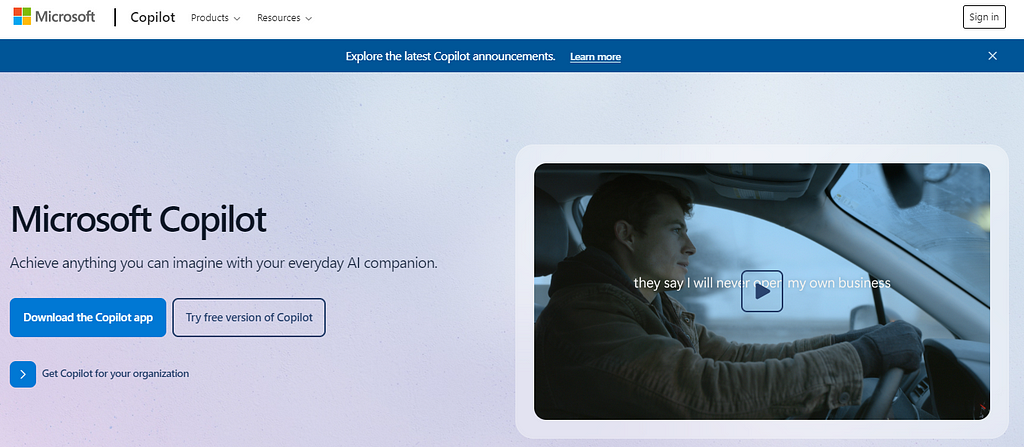 Microsoft Copilot Products Resources Sign in
Explore the latest Copilot announcements. Learn more
Microsoft Copilot
Achieve anything you can imagine with your everyday AI companion.
Download the Copilot app Try free version of Copilot
Get Copilot for your organization
they say I will never open my own business